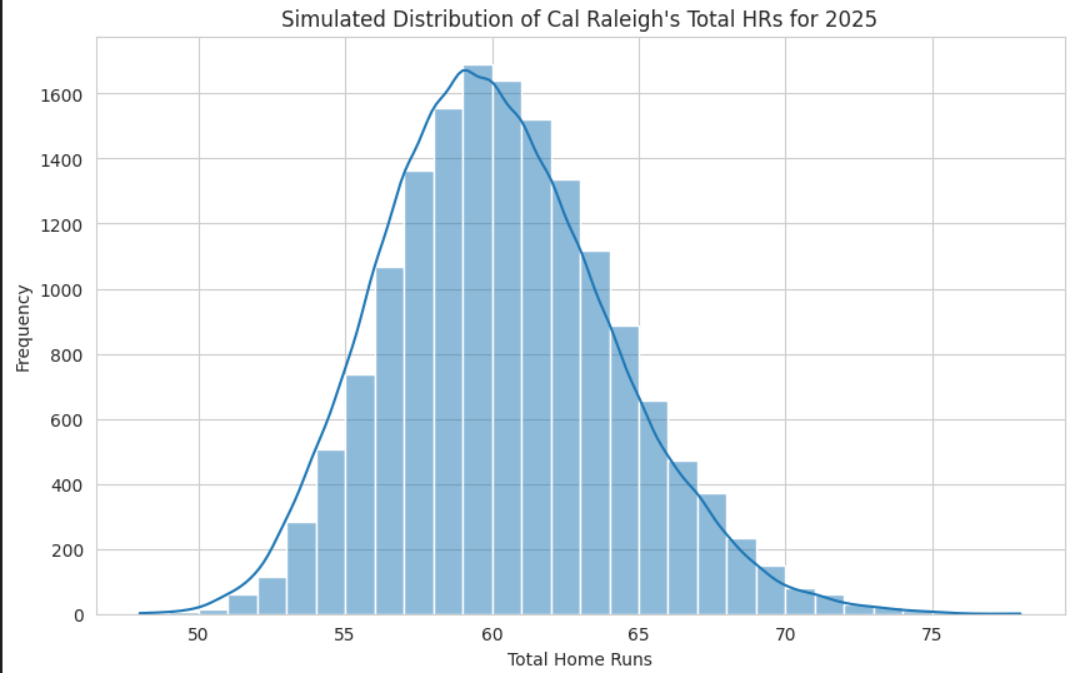 Simulated Distribution of Cal Raleigh's Total HRs for 2025
Frequency
1600
1400
1200
1000
800
600
400
200
0
50 55 60 65 70 75
Total Home Runs